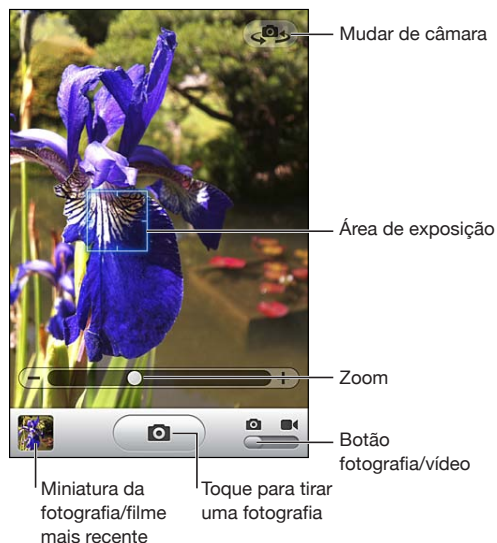 Mudar de câmara
Área de exposição
Zoom
Botão
fotografia/vídeo
Miniatura da
fotografia/filme
mais recente
Toque para tirar
uma fotografia